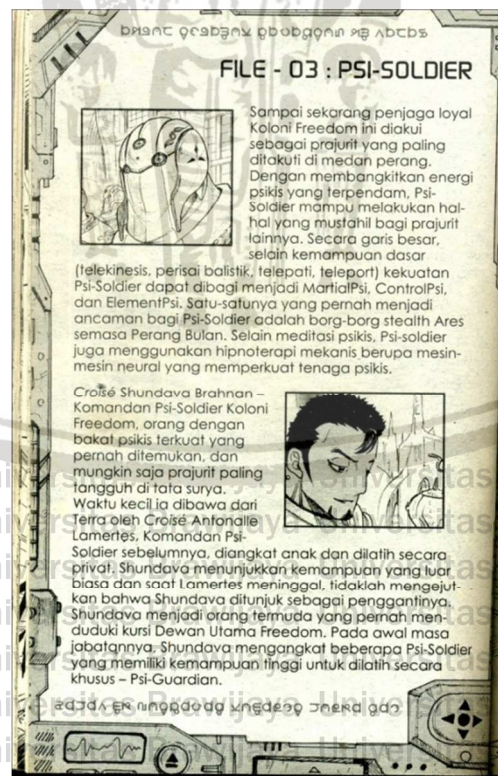 FILE - 03 : PSI-SOLDIER
Sampai sekarang penjaga loyal
Koloni Freedom ini diakui
sebagai prajurit yang paling
ditakuti di medan perang.
Dengan membangkitkan energi
psikis yang terpendam, Psi-
Soldier mampu melakukan hal-
hal yang mustahil bagi prajurit
lainnya. Secara garis besar,
selain kemampuan dasar
(telekinesis, perisai balistik, telepati, teleport) kekuatan
Psi-Soldier dapat dibagi menjadi MartialPsi, ControlPsi,
dan ElementPsi. Satu-satunya yang pernah menjadi
ancaman bagi Psi-Soldier adalah borg-borg stealth Ares
semasa Perang Bulan. Selain meditasi psikis, Psi-soldier
juga menggunakan hipnoterapi mekanis berupa mesin-
mesin neural yang memperkuat tenaga psikis.
Croisé Shundava Brahnan –
Komandan Psi-Soldier Koloni
Freedom, orang dengan
bakat psikis terkuat yang
pernah ditemukan, dan
mungkin saja prajurit paling
tangguh di tata surya.
Waktu kecil ia dibawa dari
Terra oleh Croisé Antonalle
Lamertes, Komandan Psi-
Soldier sebelumnya, diangkat anak dan dilatih secara
privat. Shundava menunjukkan kemampuan yang luar
biasa dan saat Lamertes meninggal, tidaklah mengejut-
kan bahwa Shundava ditunjuk sebagai penggantinya.
Shundava menjadi orang termuda yang pernah men-
duduki kursi Dewan Utama Freedom. Pada awal masa
jabatannya, Shundava mengangkat beberapa Psi-Soldier
yang memiliki kemampuan tinggi untuk dilatih secara
khusus – Psi-Guardian.